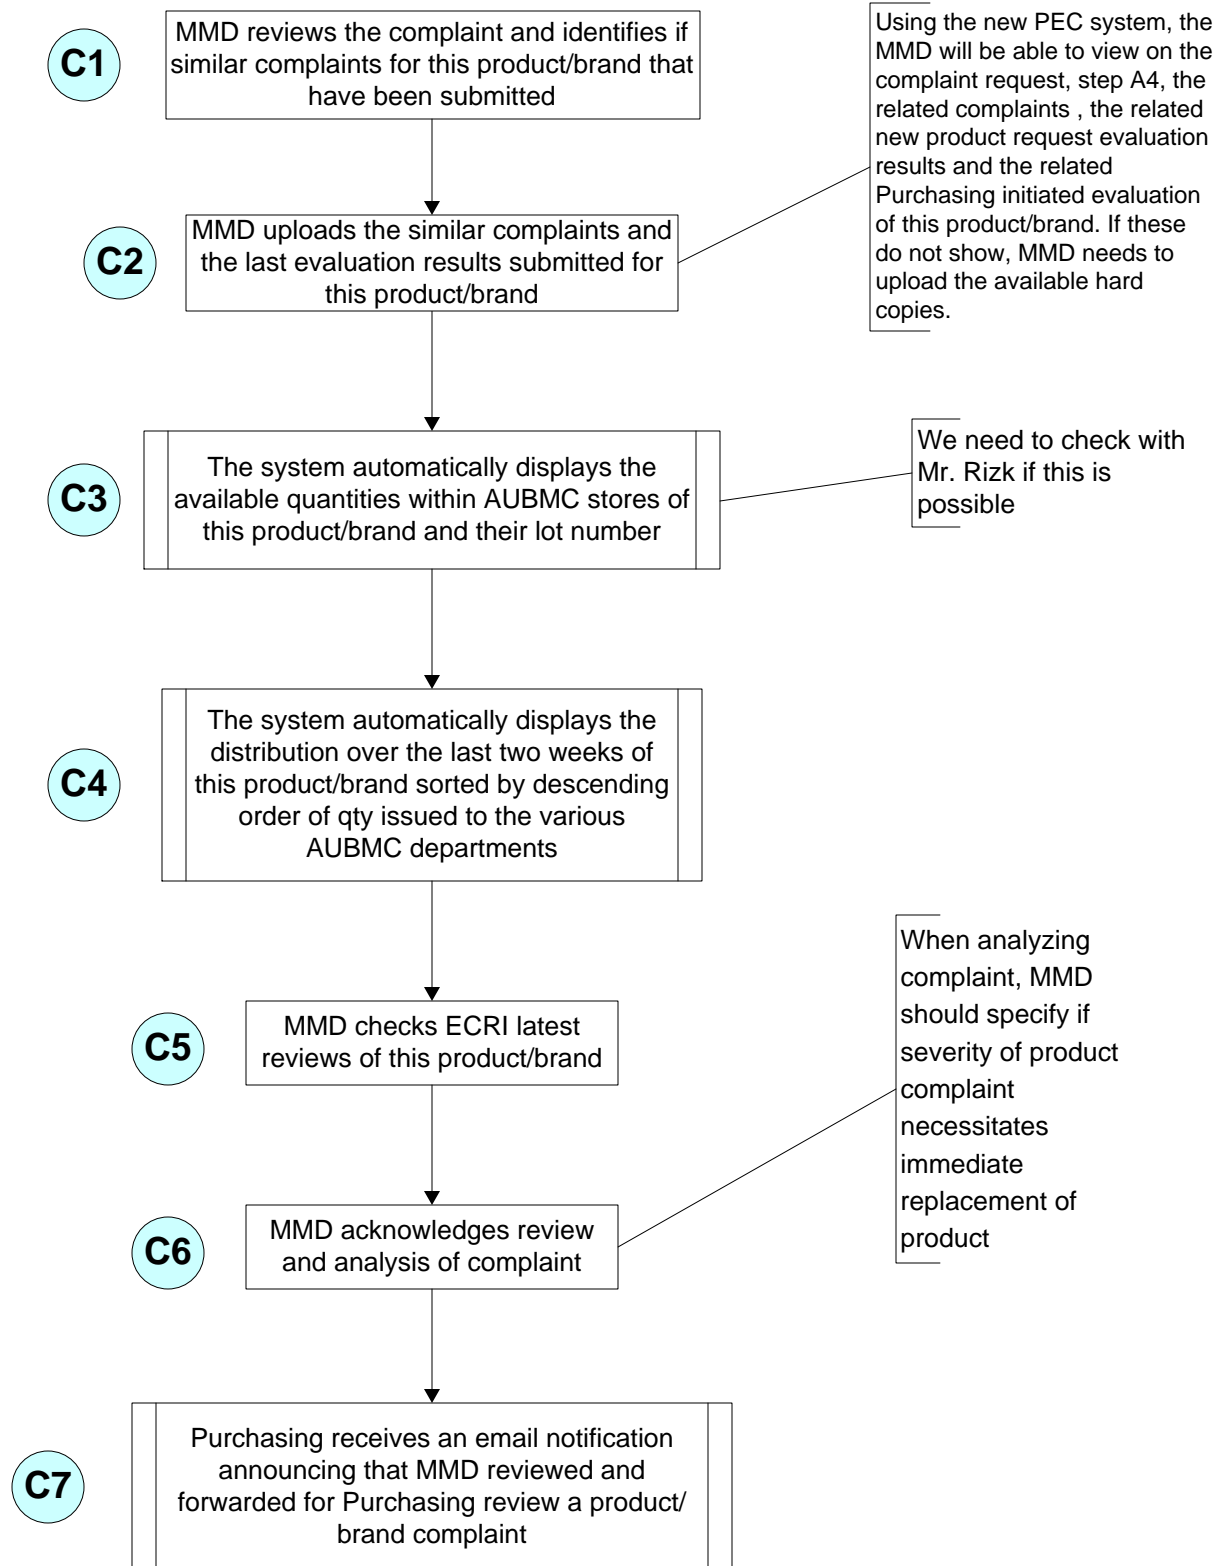 C1
MMD reviews the complaint and identifies if
similar complaints for this product/brand that
have been submitted
Using the new PEC system, the
MMD will be able to view on the
complaint request, step A4, the
related complaints , the related
new product request evaluation
results and the related
Purchasing initiated evaluation
of this product/brand. If these
do not show, MMD needs to
upload the available hard
copies.
C2
MMD uploads the similar complaints and
the last evaluation results submitted for
this product/brand
C3
The system automatically displays the
available quantities within AUBMC stores of
this product/brand and their lot number
We need to check with
Mr. Rizk if this is
possible
C4
The system automatically displays the
distribution over the last two weeks of
this product/brand sorted by descending
order of qty issued to the various
AUBMC departments
C5
MMD checks ECRI latest
reviews of this product/brand
When analyzing
complaint, MMD
should specify if
severity of product
complaint
necessitates
immediate
replacement of
product
C6
MMD acknowledges review
and analysis of complaint
C7
Purchasing receives an email notification
announcing that MMD reviewed and
forwarded for Purchasing review a product/
brand complaint